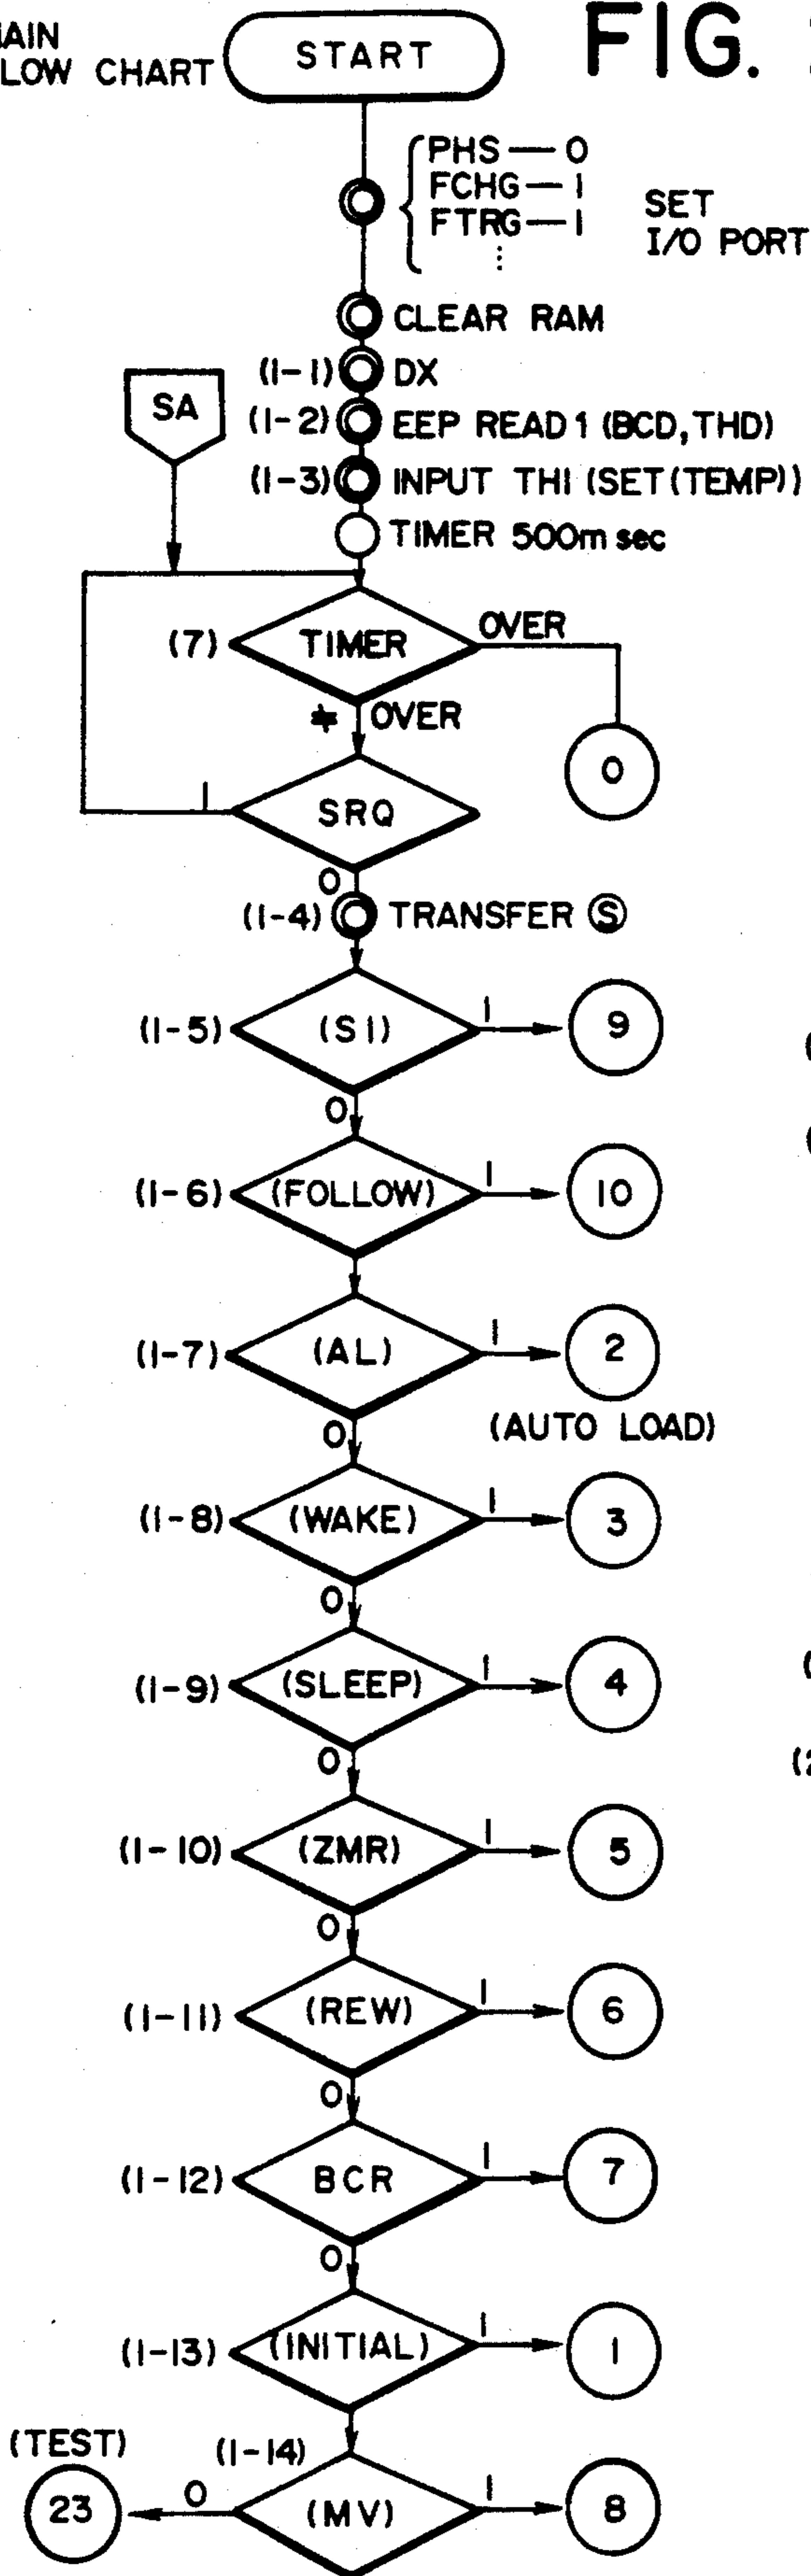 LOW CHART
START
FIG.
PHS — 0
FCHG — 1
FTRG — 1
⋮
SET
I/O PORT
CLEAR RAM
(1-1) DX
SA
(1-2) EEP READ 1 (BCD, THD)
(1-3) INPUT THI (SET (TEMP))
TIMER 500m sec
(7) TIMER OVER
≠ OVER
0
1 SRQ
0
(1-4) TRANSFER Ⓢ
(1-5) (S1) 1 9
0
(1-6) (FOLLOW) 1 10
(1-7) (AL) 1 2
0 (AUTO LOAD)
(1-8) (WAKE) 1 3
0
(1-9) (SLEEP) 1 4
0
(1-10) (ZMR) 1 5
0
(1-11) (REW) 1 6
0
(1-12) BCR 1 7
0
(1-13) (INITIAL) 1 1
(TEST) (1-14)
23 0 (MV) 1 8